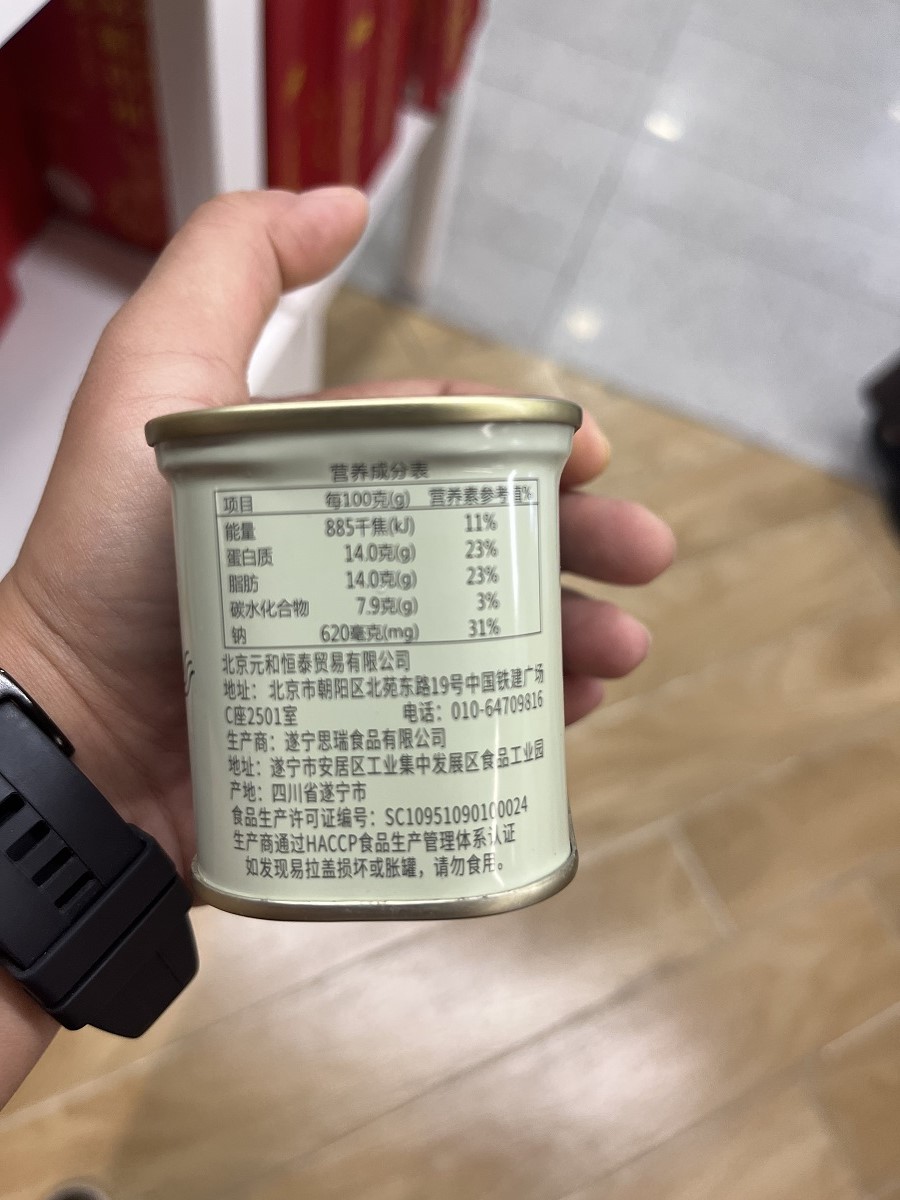 营养成分表
项目 每100克(g) 营养素参考值%
能量 885千焦(kJ) 11%
蛋白质 14.0克(g) 23%
脂肪 14.0克(g) 23%
碳水化合物 7.9克(g) 3%
钠 620毫克(mg) 31%
北京元和恒泰贸易有限公司
地址：北京市朝阳区北苑东路19号中国铁建广场
C座2501室 电话：010-64709816
生产商：遂宁思瑞食品有限公司
地址：遂宁市安居区工业集中发展区食品工业园
产地：四川省遂宁市
食品生产许可证编号：SC10951090100024
生产商通过HACCP食品生产管理体系认证
如发现易拉盖损坏或胀罐，请勿食用。